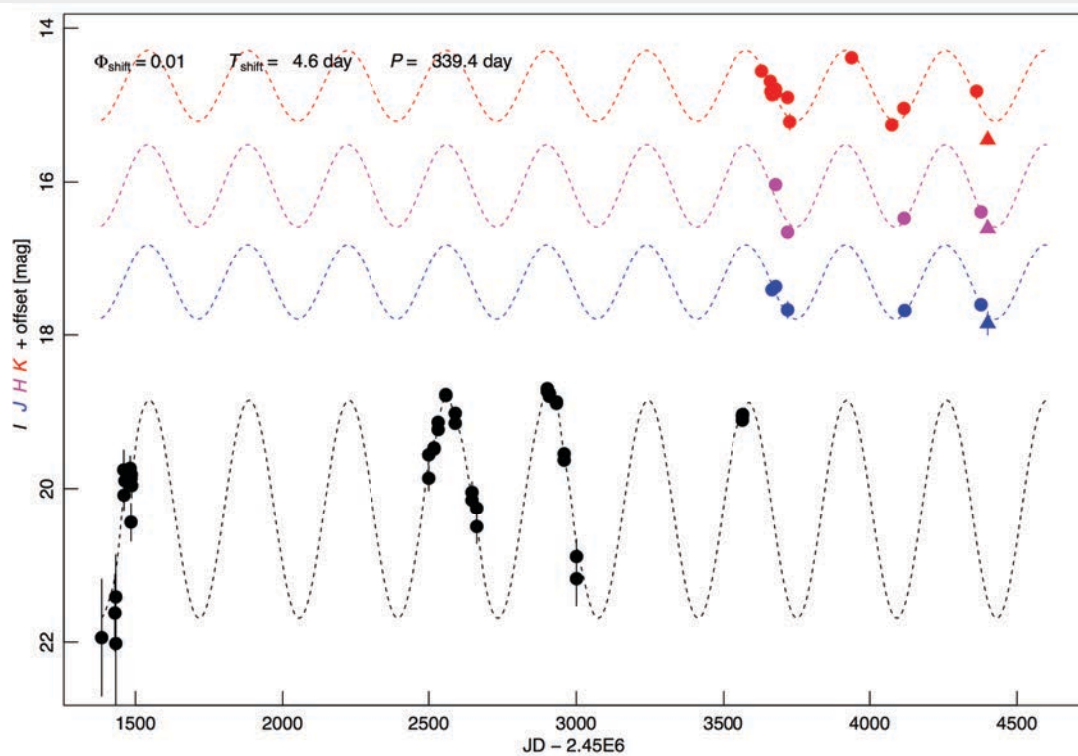 Φshift = 0.01 Tshift = 4.6 day P = 339.4 day
14
16
18
20
22
I J H K + offset [mag]
1500 2000 2500 3000 3500 4000 4500
JD − 2.45E6